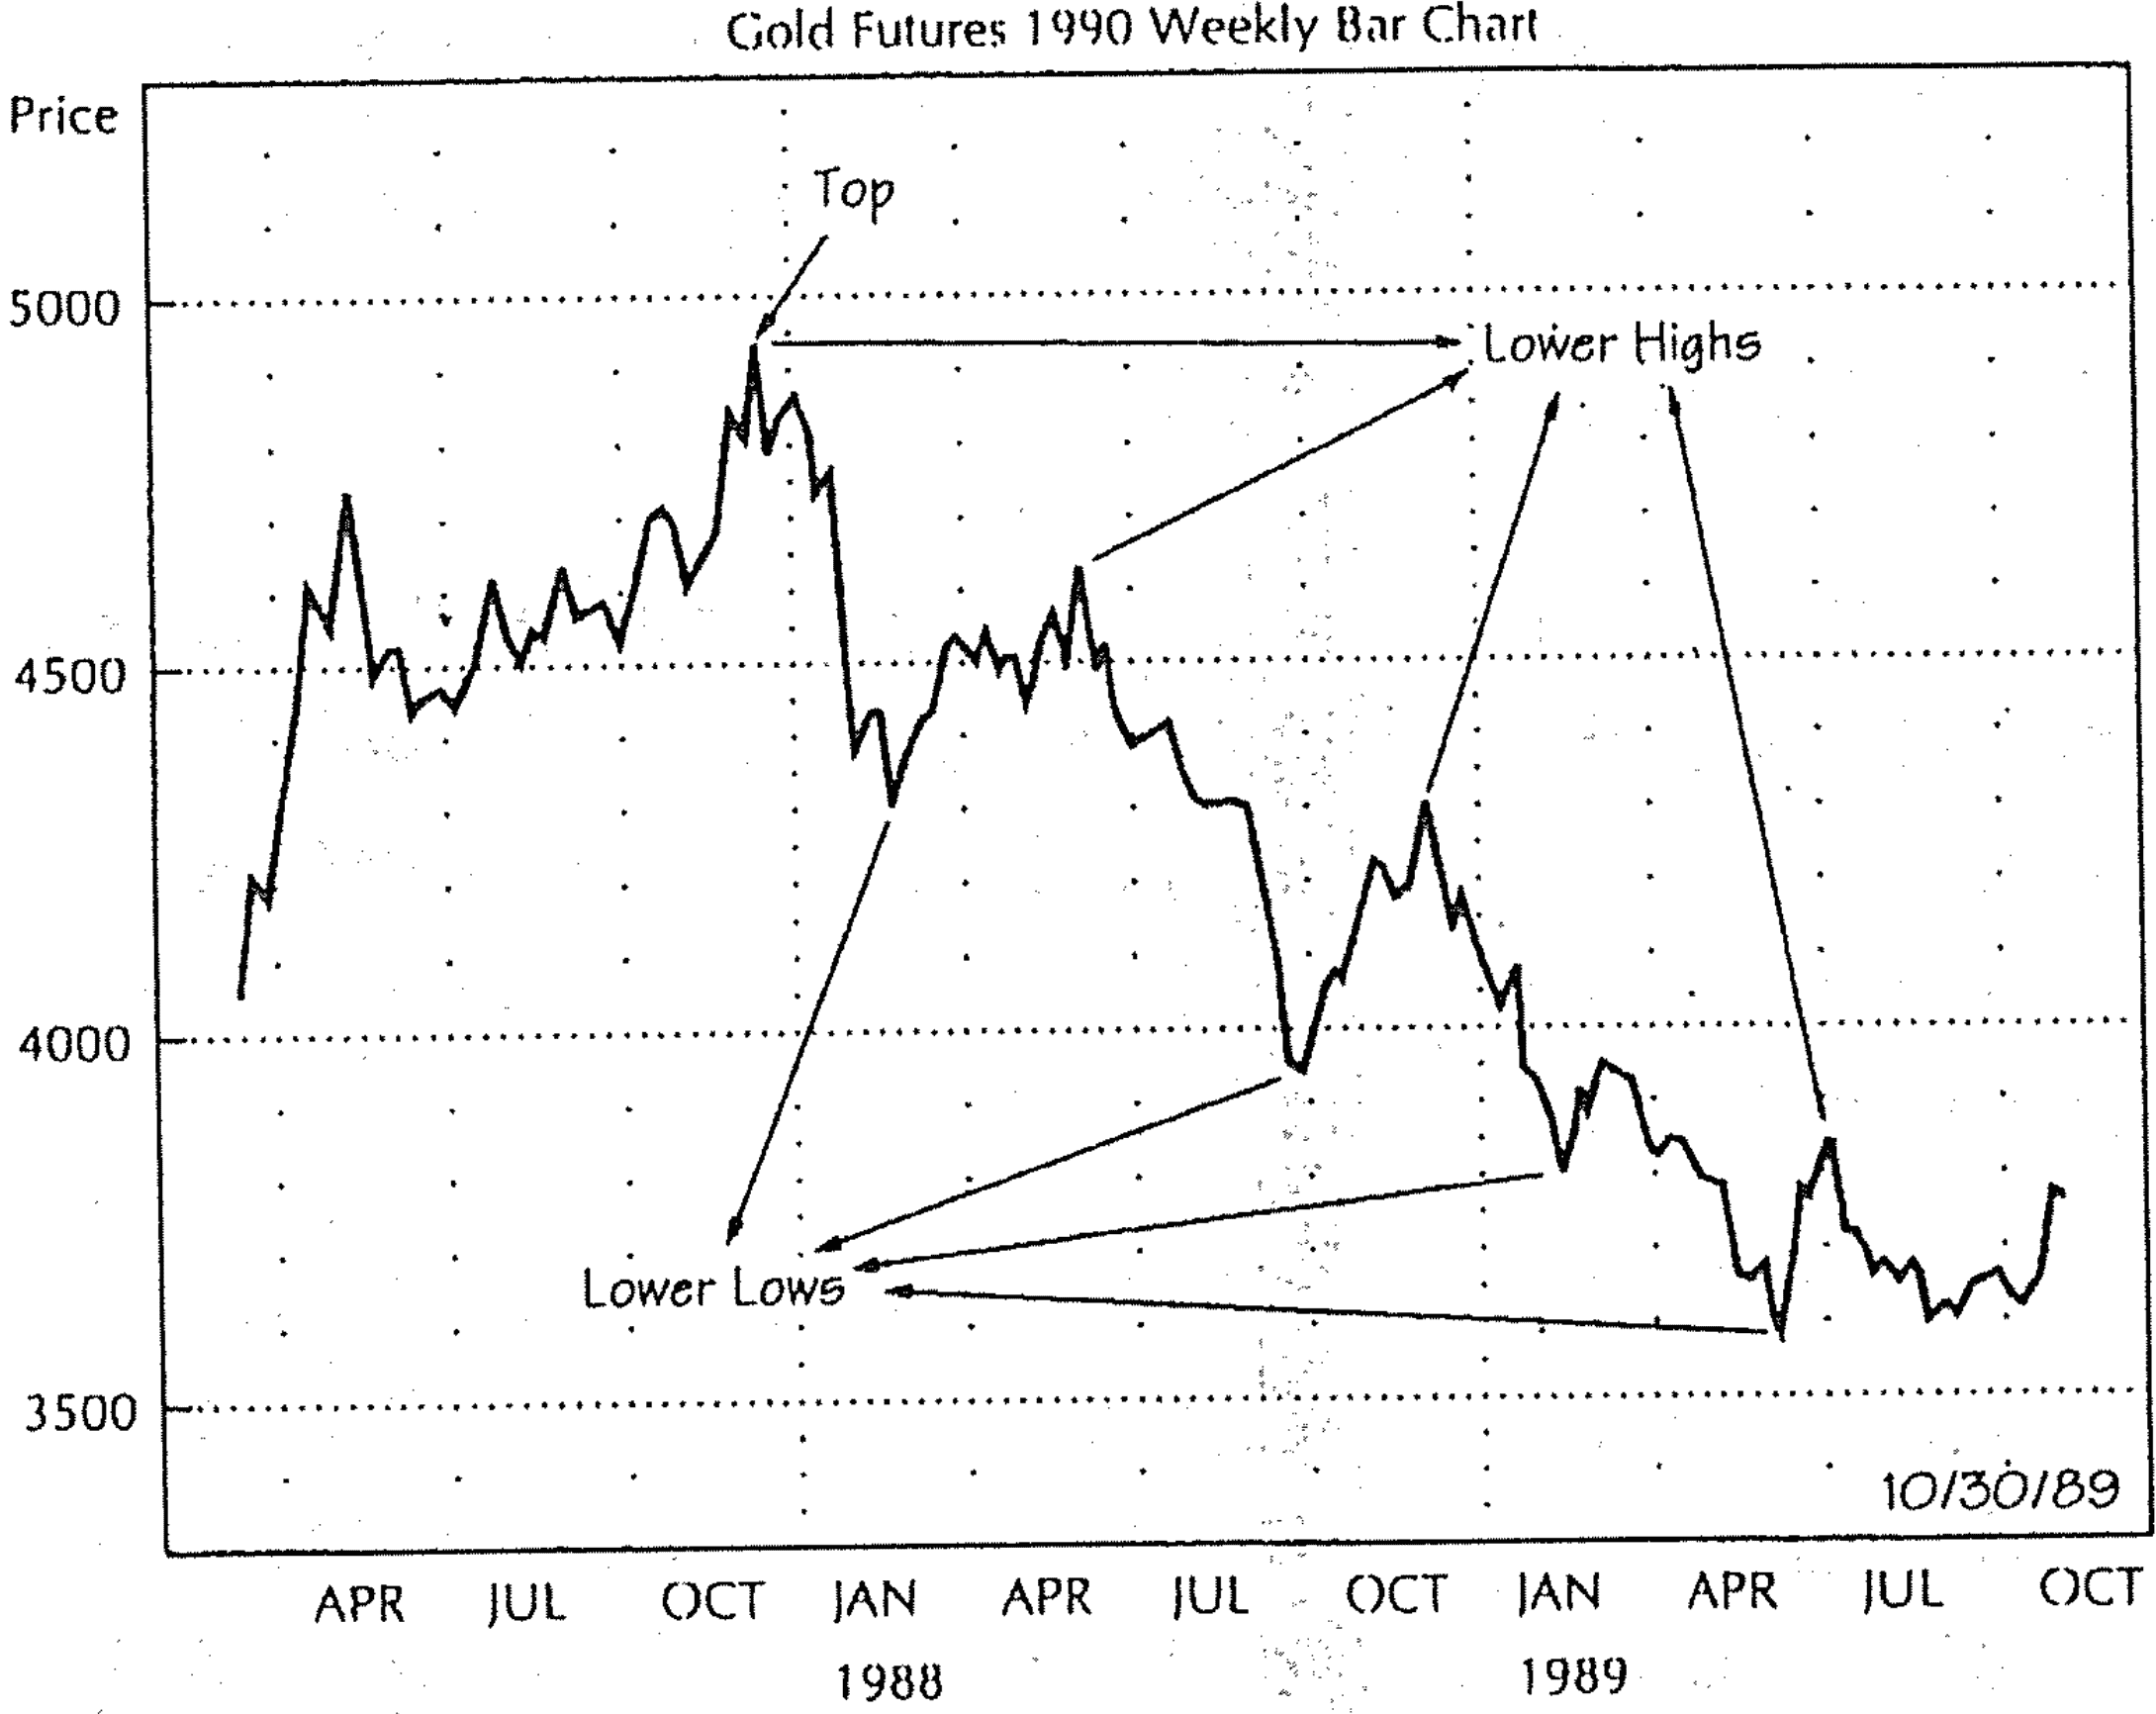 Gold Futures 1990 Weekly Bar Chart
Price
Top
5000
Lower Highs
4500
4000
Lower Lows
3500
10/30/89
APR JUL OCT JAN APR JUL OCT JAN APR JUL OCT
1988 1989